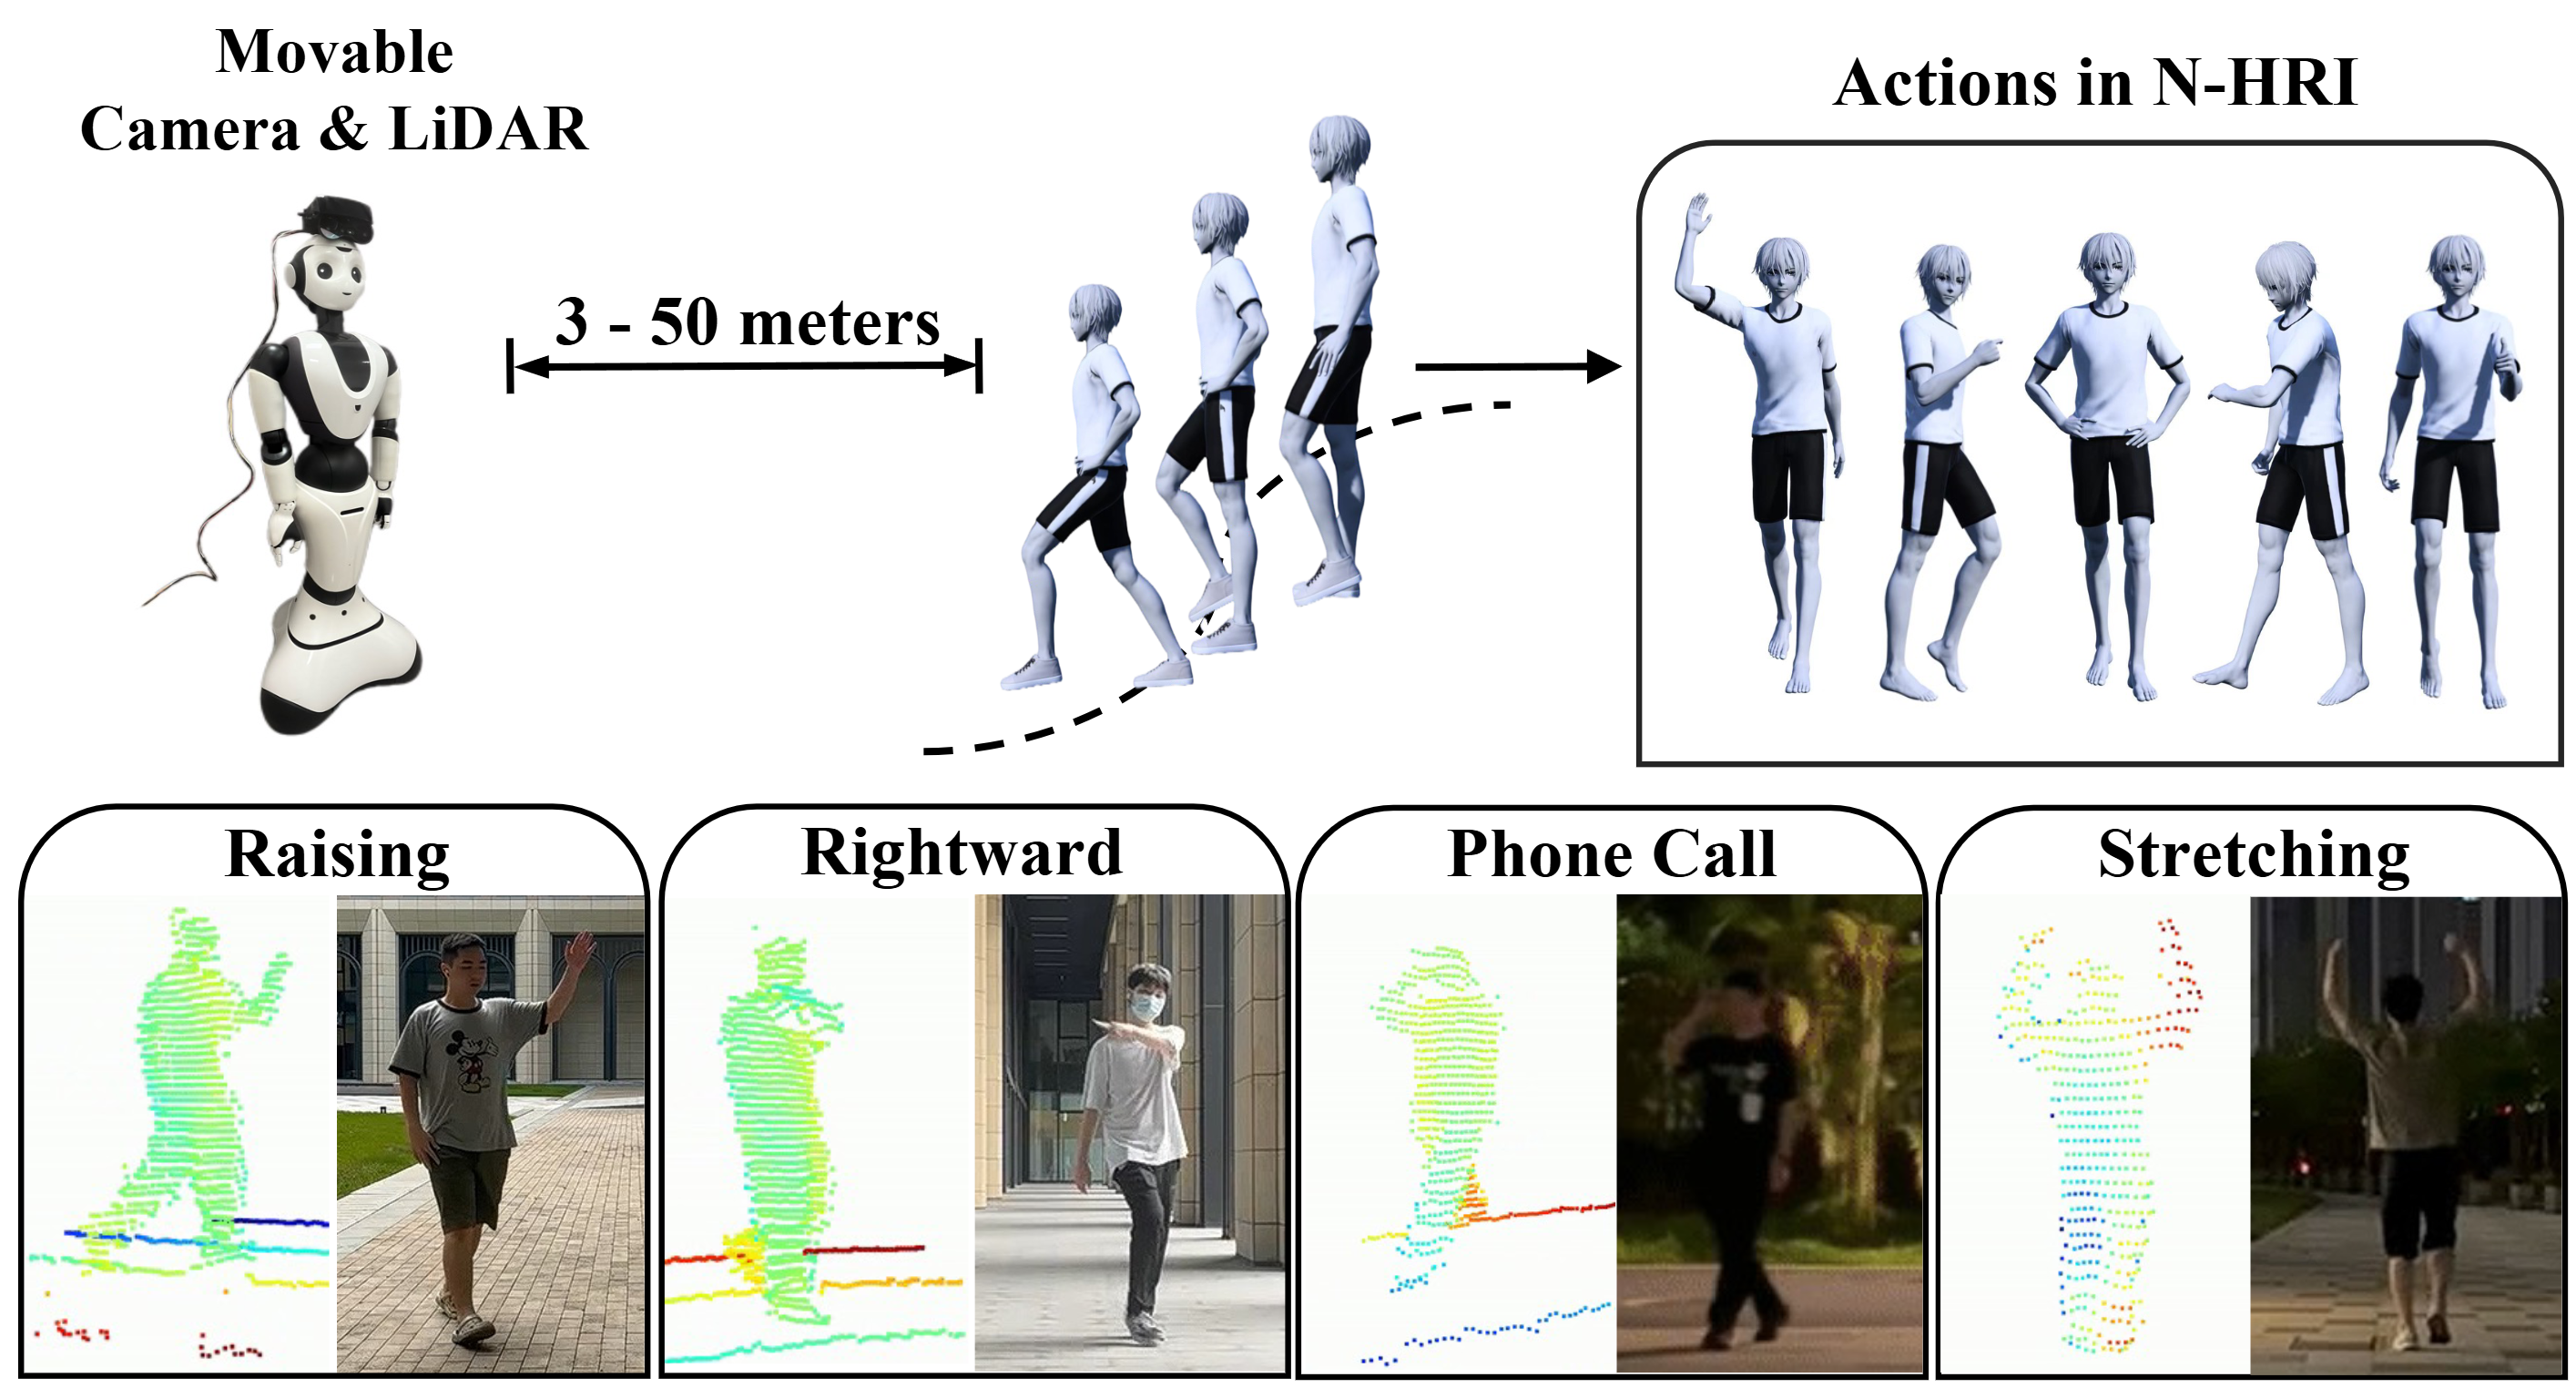 Movable
Camera & LiDAR
3 - 50 meters
Actions in N-HRI
Raising
Rightward
Phone Call
Stretching